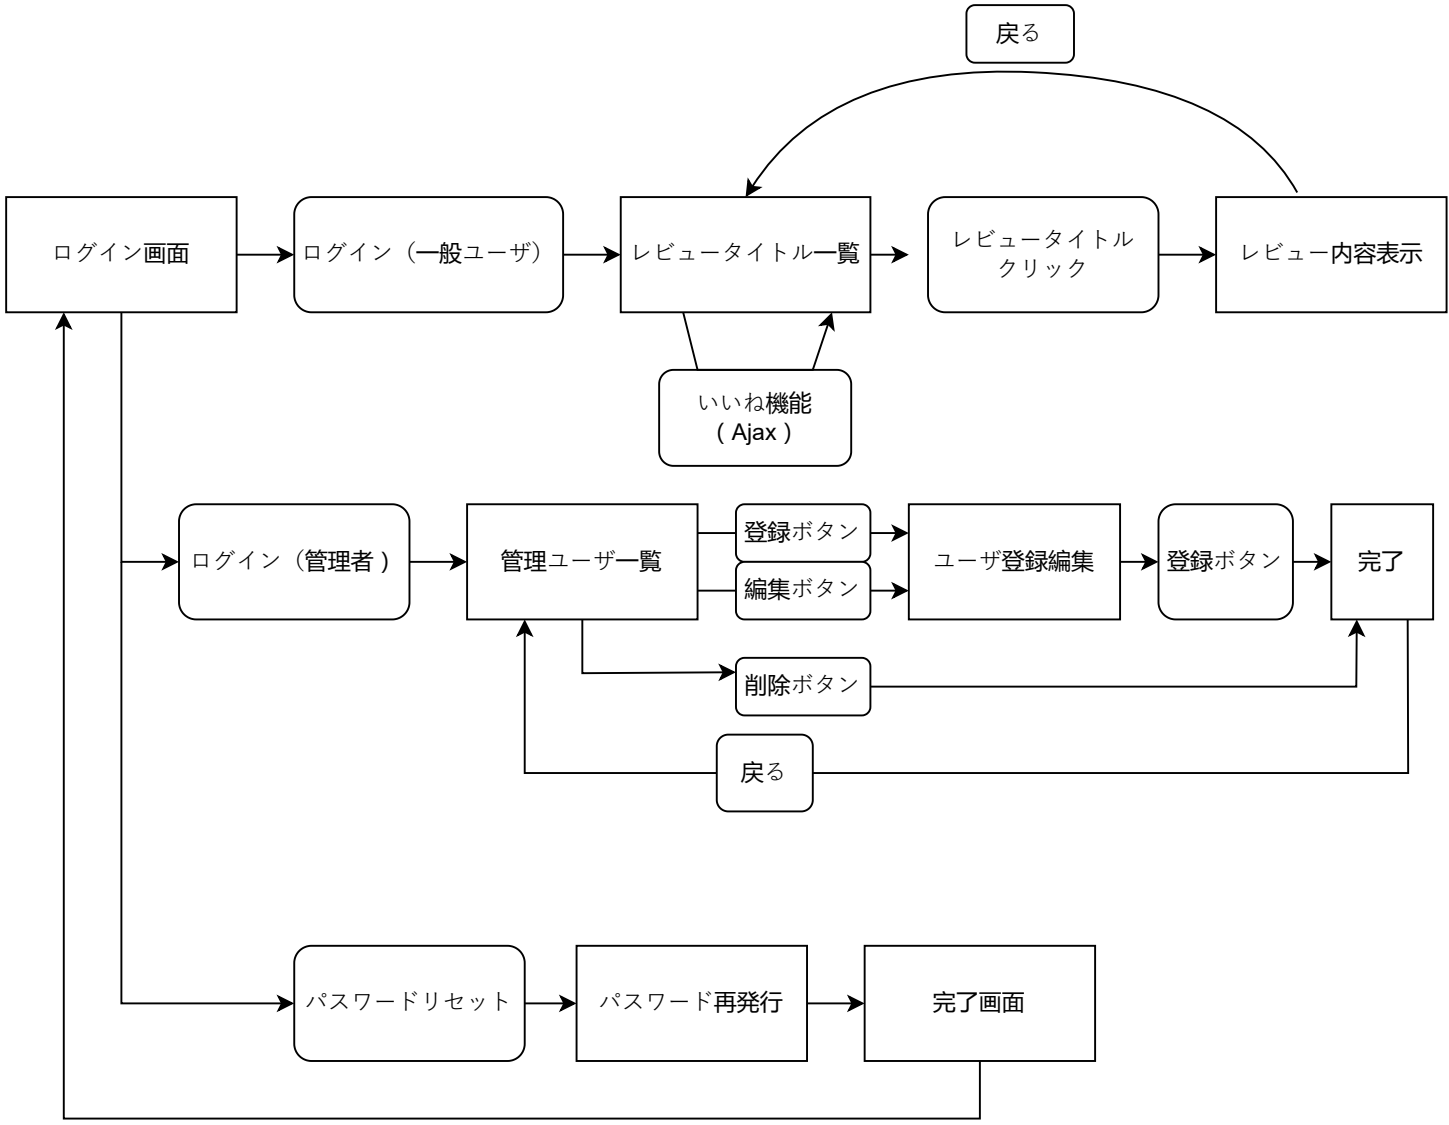 戻る
ログイン画面
ログイン（一般ユーザ）
レビュータイトル一覧
レビュータイトル
クリック
レビュー内容表示
いいね機能
（Ajax）
ログイン（管理者）
管理ユーザ一覧
登録ボタン
編集ボタン
ユーザ登録編集
登録ボタン
完了
削除ボタン
戻る
パスワードリセット
パスワード再発行
完了画面